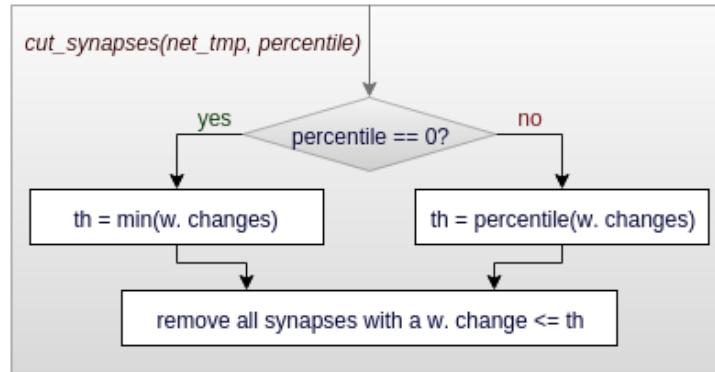 cut_synapses(net_tmp, percentile)
yes
percentile == 0?
no
th = min(w. changes)
th = percentile(w. changes)
remove all synapses with a w. change <= th